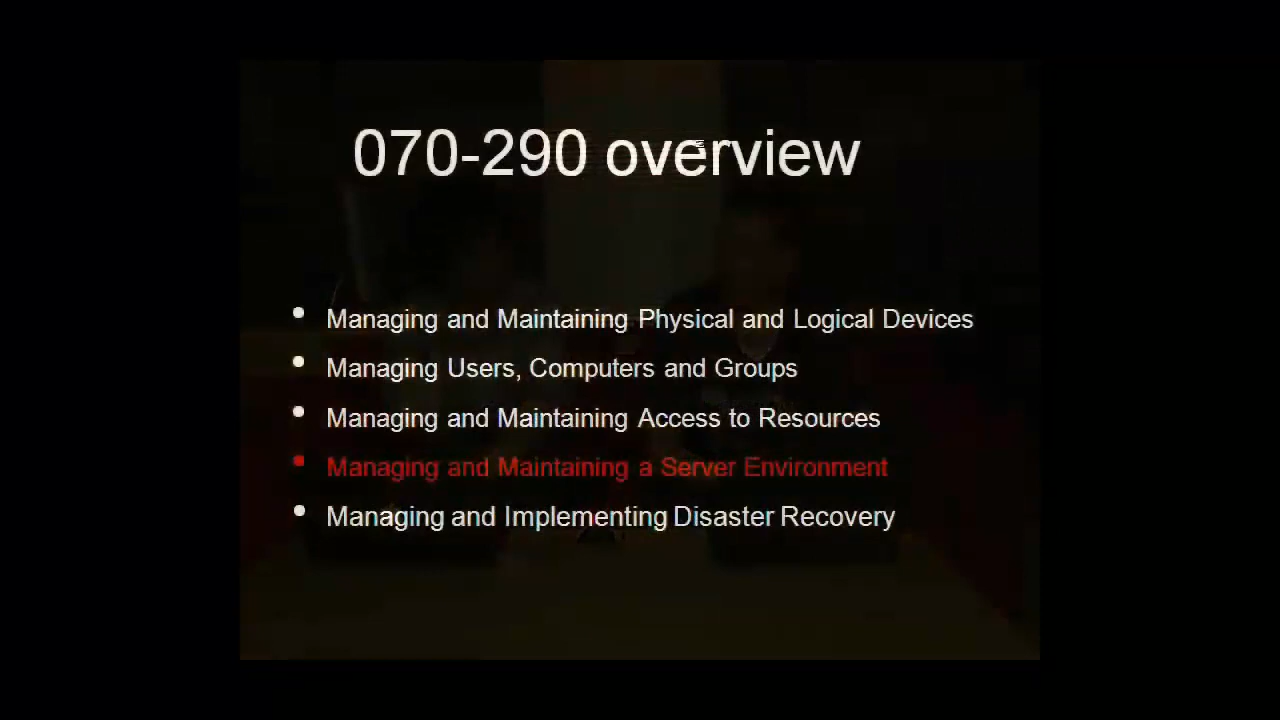 070-290 overview
Managing and Maintaining Physical and Logical Devices
Managing Users, Computers and Groups
Managing and Maintaining Access to Resources
Managing and Maintaining a Server Environment
Managing and Implementing Disaster Recovery